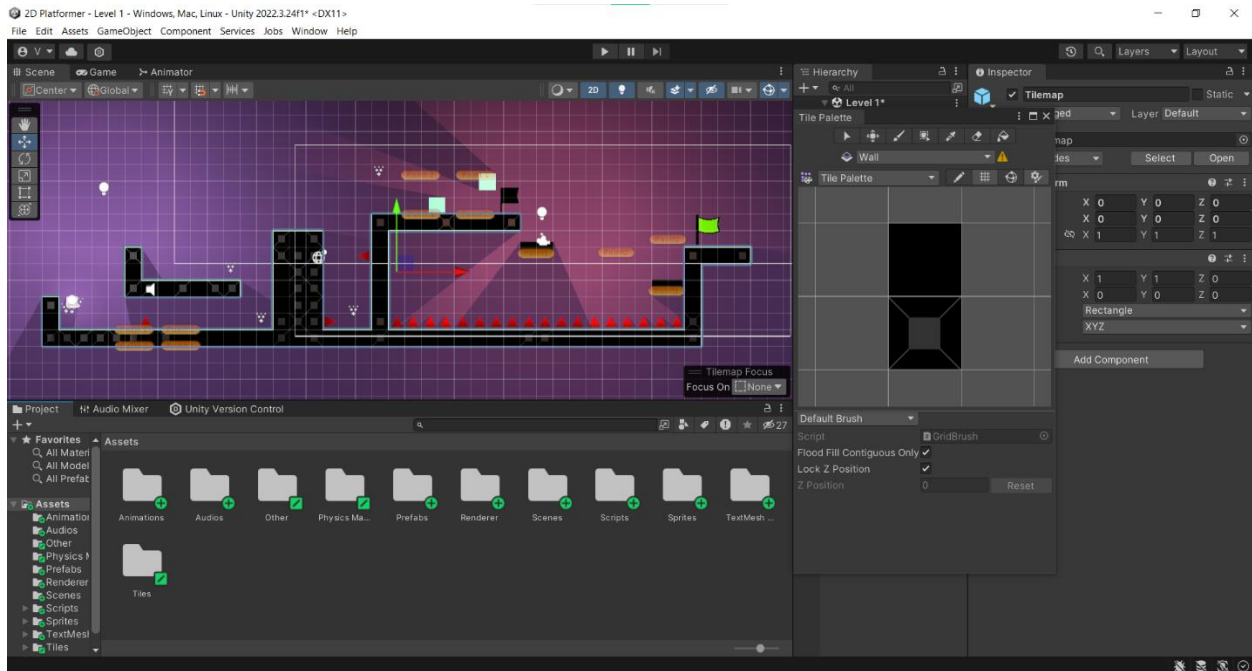 2D Platformer - Level 1 - Windows, Mac, Linux - Unity 2022.3.24f1* <DX11>
File Edit Assets GameObject Component Services Jobs Window Help
V Layers Layout
Scene Game Animator
Center Global 2D
Hierarchy
All
Level 1*
Inspector
Tilemap Static
Layer Default
Select Open
Tile Palette
Wall
Tile Palette
X 0 Y 0 Z 0
X 0 Y 0 Z 0
X 1 Y 1 Z 1
X 1 Y 1 Z 0
X 0 Y 0 Z 0
Rectangle
XYZ
Add Component
Tilemap Focus
Focus On None
Default Brush
Script GridBrush
Flood Fill Contiguous Only
Lock Z Position
Z Position 0 Reset
Project Audio Mixer Unity Version Control
27
Favorites
All Materi
All Model
All Prefab
Assets
Animation
Audios
Other
Physics M
Prefabs
Renderer
Scenes
Scripts
Sprites
TextMesl
Tiles
Assets
Animations Audios Other Physics Ma... Prefabs Renderer Scenes Scripts Sprites TextMesh ...
Tiles